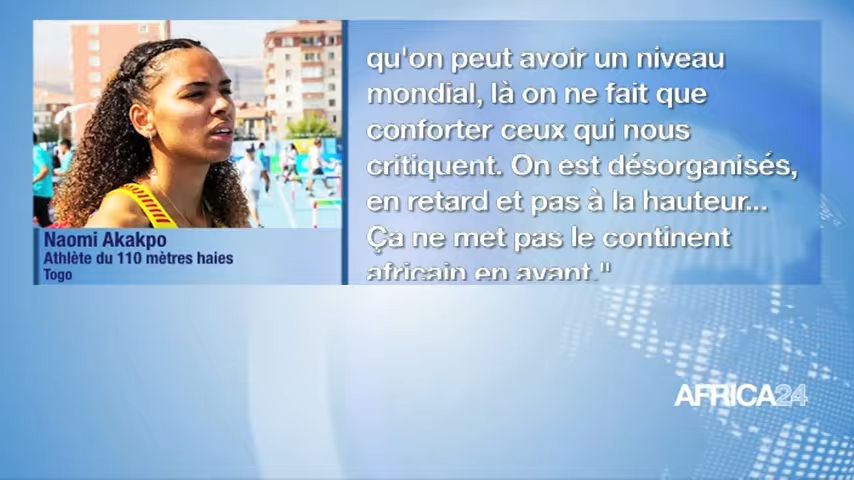 qu'on peut avoir un niveau
mondial, là on ne fait que
conforter ceux qui nous
critiquent. On est désorganisés,
en retard et pas à la hauteur...
Ça ne met pas le continent
africain en avant."
Naomi Akakpo
Athlète du 110 mètres haies
Togo
AFRICA24